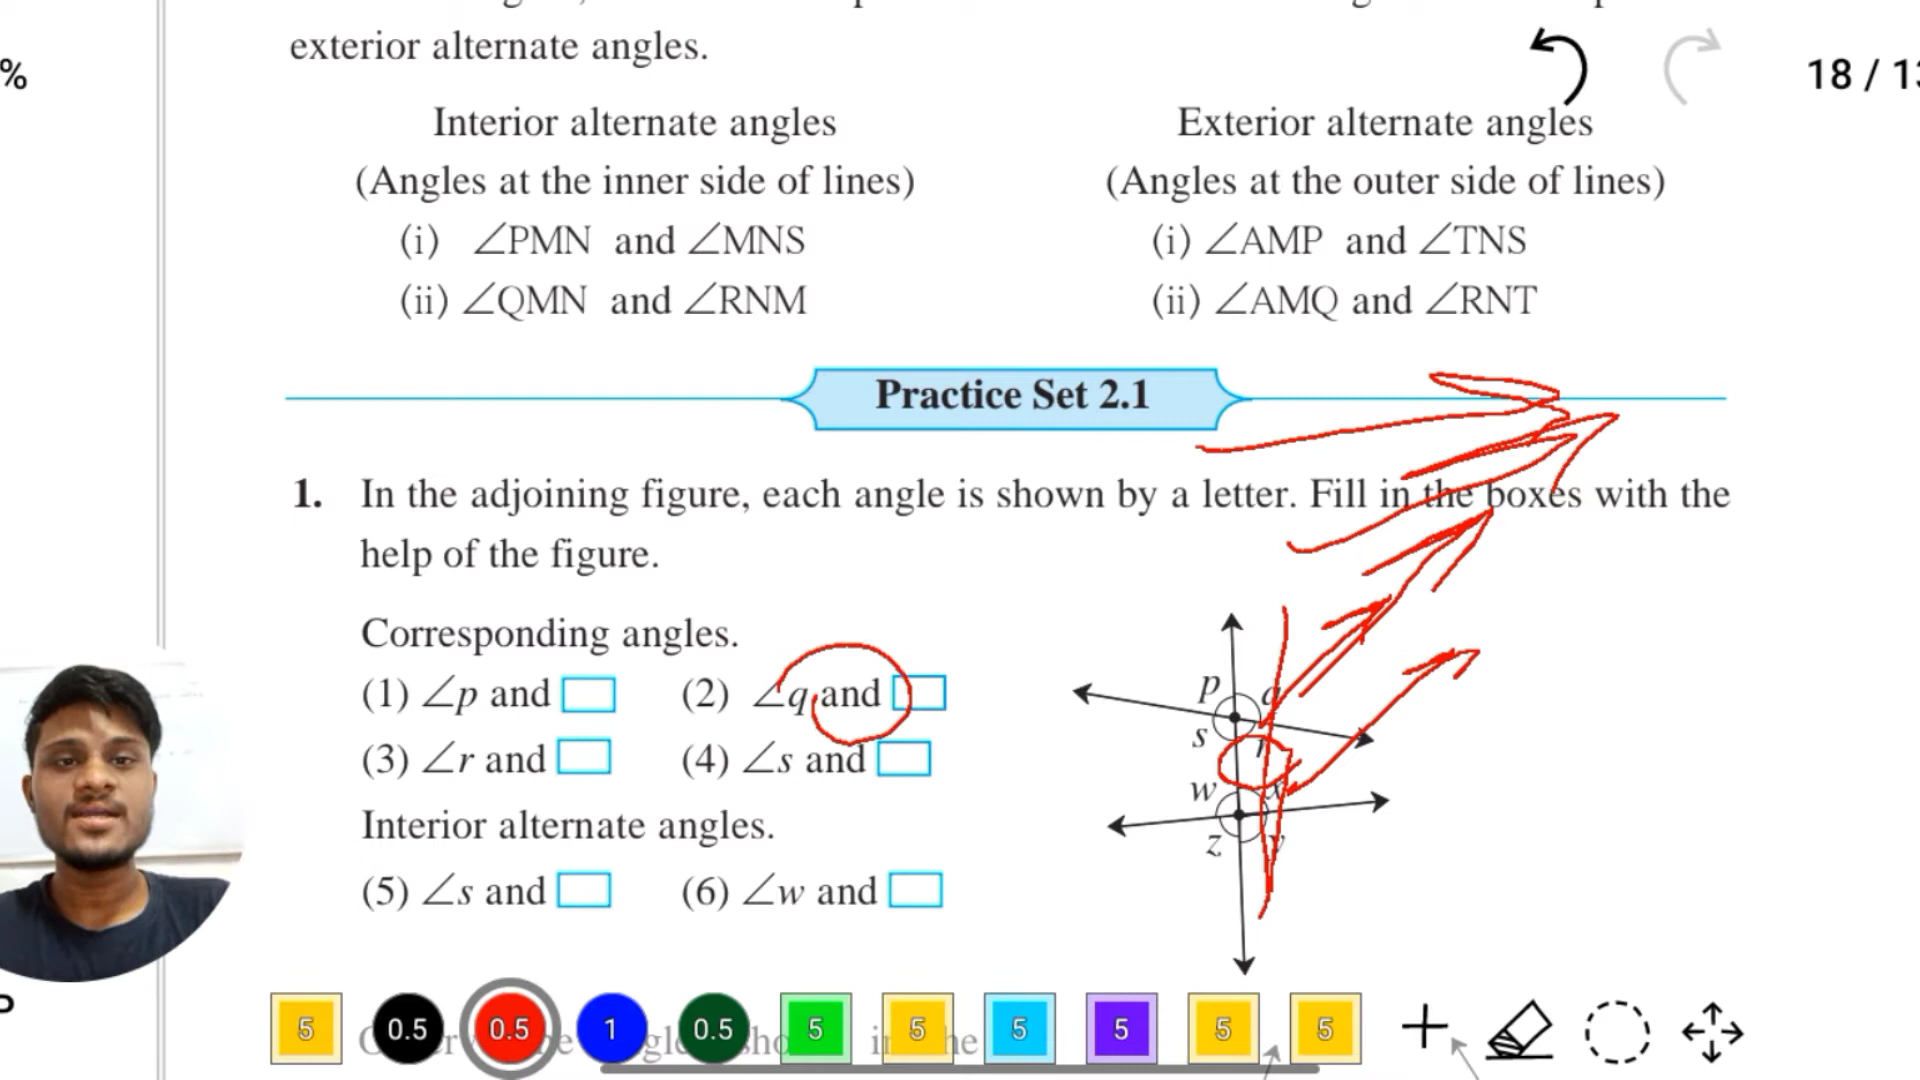 exterior alternate angles.
%
18 / 13
Interior alternate angles
Exterior alternate angles
(Angles at the inner side of lines)
(Angles at the outer side of lines)
(i) ∠PMN and ∠MNS
(i) ∠AMP and ∠TNS
(ii) ∠QMN and ∠RNM
(ii) ∠AMQ and ∠RNT
Practice Set 2.1
1. In the adjoining figure, each angle is shown by a letter. Fill in the boxes with the
help of the figure.
Corresponding angles.
(1) ∠p and
(2) ∠q and
(3) ∠r and
(4) ∠s and
Interior alternate angles.
(5) ∠s and
(6) ∠w and
p q
s r
w x
z y
5 0.5 0.5 1 0.5 5 5 5 5 5 5